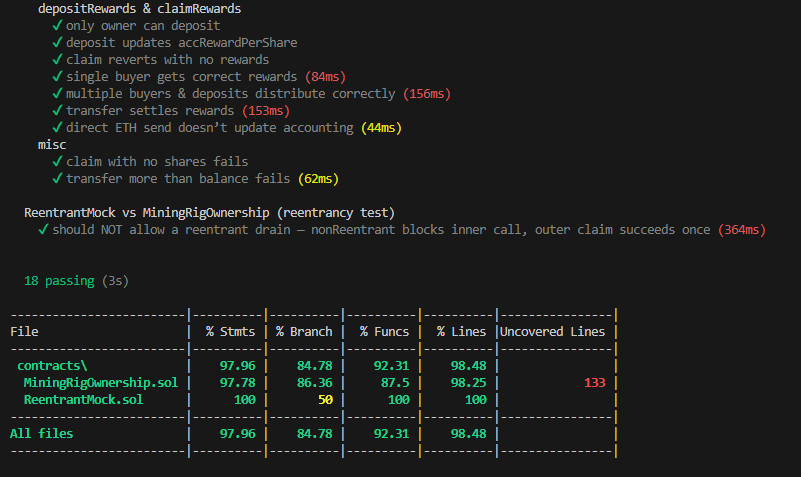 depositRewards & claimRewards
✓ only owner can deposit
✓ deposit updates accRewardPerShare
✓ claim reverts with no rewards
✓ single buyer gets correct rewards (84ms)
✓ multiple buyers & deposits distribute correctly (156ms)
✓ transfer settles rewards (153ms)
✓ direct ETH send doesn’t update accounting (44ms)
misc
✓ claim with no shares fails
✓ transfer more than balance fails (62ms)
ReentrantMock vs MiningRigOwnership (reentrancy test)
✓ should NOT allow a reentrant drain — nonReentrant blocks inner call, outer claim succeeds once (364ms)
18 passing (3s)
-------------------------|----------|----------|----------|----------|----------------|
File                     |  % Stmts | % Branch |  % Funcs |  % Lines |Uncovered Lines |
-------------------------|----------|----------|----------|----------|----------------|
 contracts\              |    97.96 |    84.78 |    92.31 |    98.48 |                |
  MiningRigOwnership.sol |    97.78 |    86.36 |     87.5 |    98.25 |            133 |
  ReentrantMock.sol      |      100 |       50 |      100 |      100 |                |
-------------------------|----------|----------|----------|----------|----------------|
All files                |    97.96 |    84.78 |    92.31 |    98.48 |                |
-------------------------|----------|----------|----------|----------|----------------|